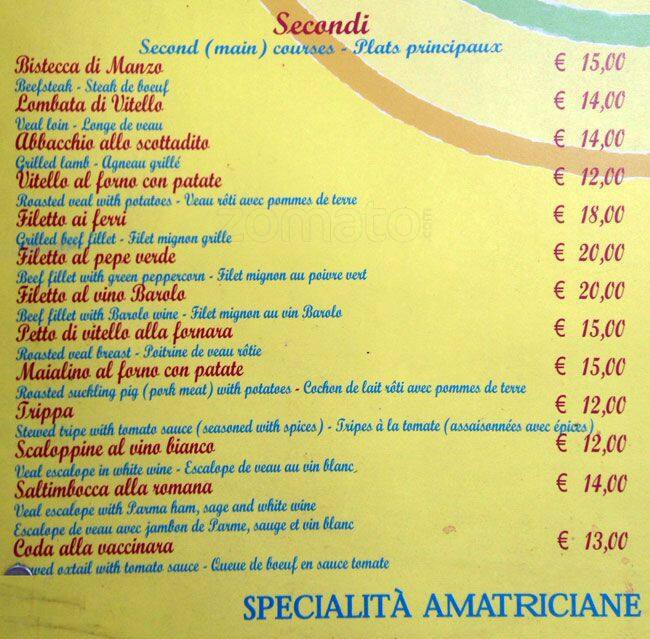 Secondi
Second (main) courses - Plats principaux
Bistecca di Manzo € 15,00
Beefsteak - Steak de boeuf
Lombata di Vitello € 14,00
Veal loin - Longe de veau
Abbacchio allo scottadito € 14,00
Grilled lamb - Agneau grillé
Vitello al forno con patate € 12,00
Roasted veal with potatoes - Veau rôti avec pommes de terre
Filetto ai ferri € 18,00
Grilled beef fillet - Filet mignon grille
Filetto al pepe verde € 20,00
Beef fillet with green peppercorn - Filet mignon au poivre vert
Filetto al vino Barolo € 20,00
Beef fillet with Barolo wine - Filet mignon au vin Barolo
Petto di vitello alla fornara € 15,00
Roasted veal breast - Poitrine de veau rôtie
Maialino al forno con patate € 15,00
Roasted suckling pig (pork meat) with potatoes - Cochon de lait rôti avec pommes de terre
Trippa € 12,00
Stewed tripe with tomato sauce (seasoned with spices) - Tripes à la tomate (assaisonnées avec épices)
Scaloppine al vino bianco € 12,00
Veal escalope in white wine - Escalope de veau au vin blanc
Saltimbocca alla romana € 14,00
Veal escalope with Parma ham, sage and white wine
Escalope de veau avec jambon de Parme, sauge et vin blanc
Coda alla vaccinara € 13,00
oxtail with tomato sauce - Queue de boeuf en sauce tomate
SPECIALITÀ AMATRICIANE
zomato.com